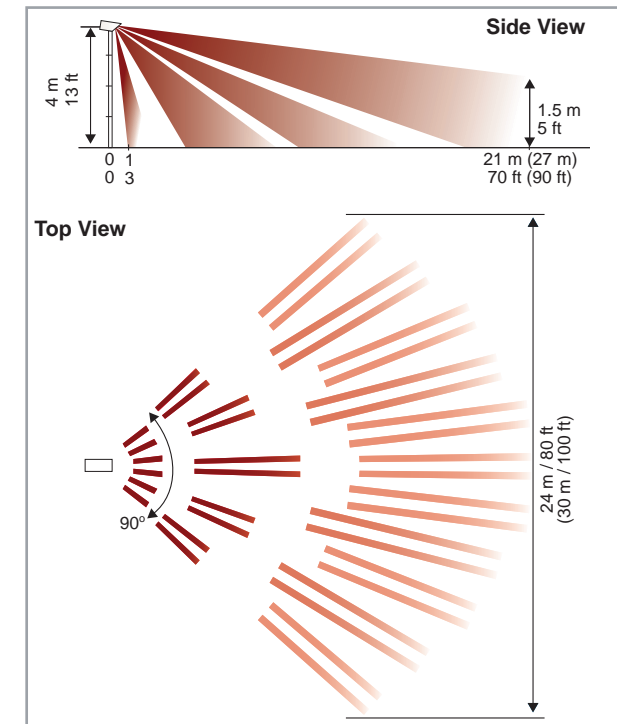 Side View
4 m
13 ft
1.5 m
5 ft
0 1
0 3
21 m (27 m)
70 ft (90 ft)
Top View
90º
24 m / 80 ft
(30 m / 100 ft)